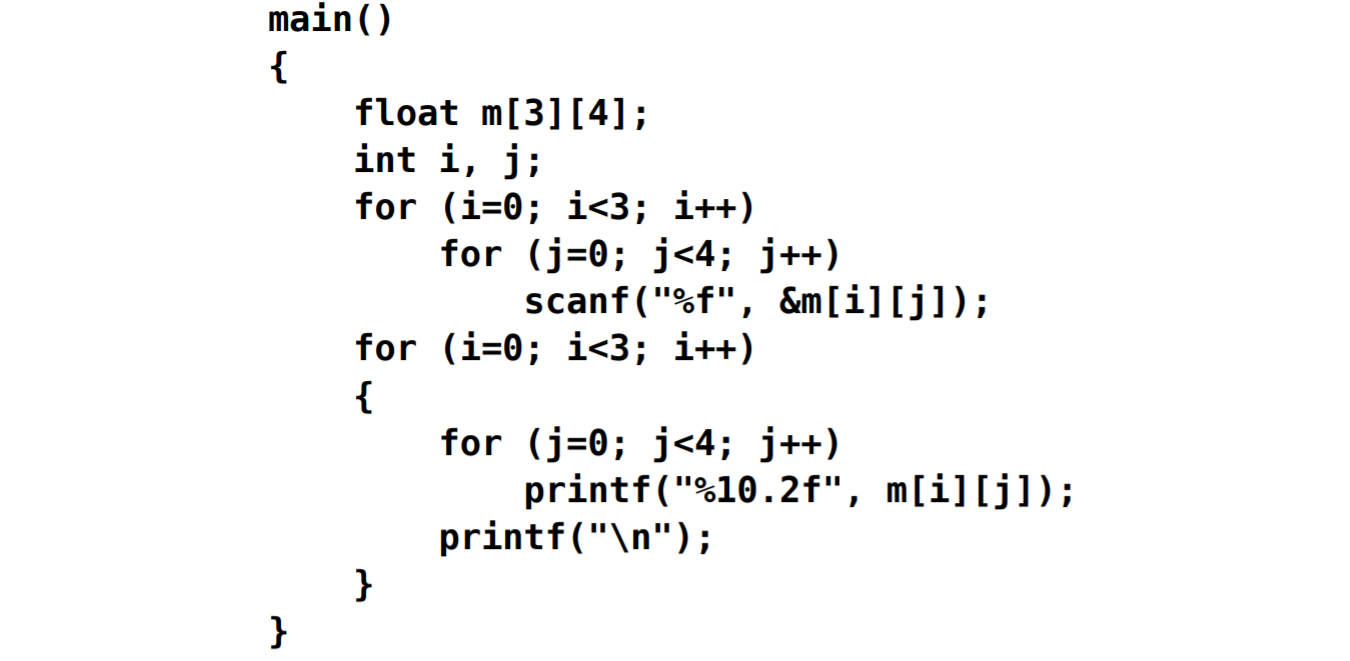 main()
{
    float m[3][4];
    int i, j;
    for (i=0; i<3; i++)
        for (j=0; j<4; j++)
            scanf("%f", &m[i][j]);
    for (i=0; i<3; i++)
    {
        for (j=0; j<4; j++)
            printf("%10.2f", m[i][j]);
        printf("\n");
    }
}